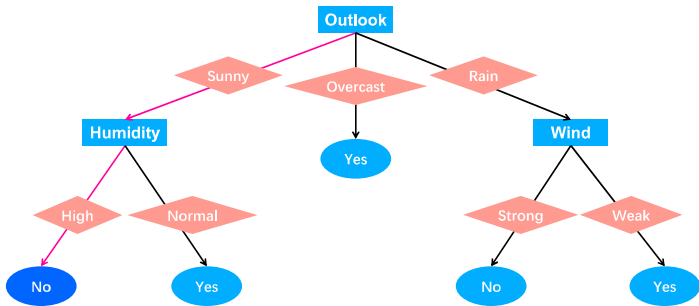 Outlook
Sunny
Overcast
Rain
Humidity
Yes
Wind
High
Normal
Strong
Weak
No
Yes
No
Yes